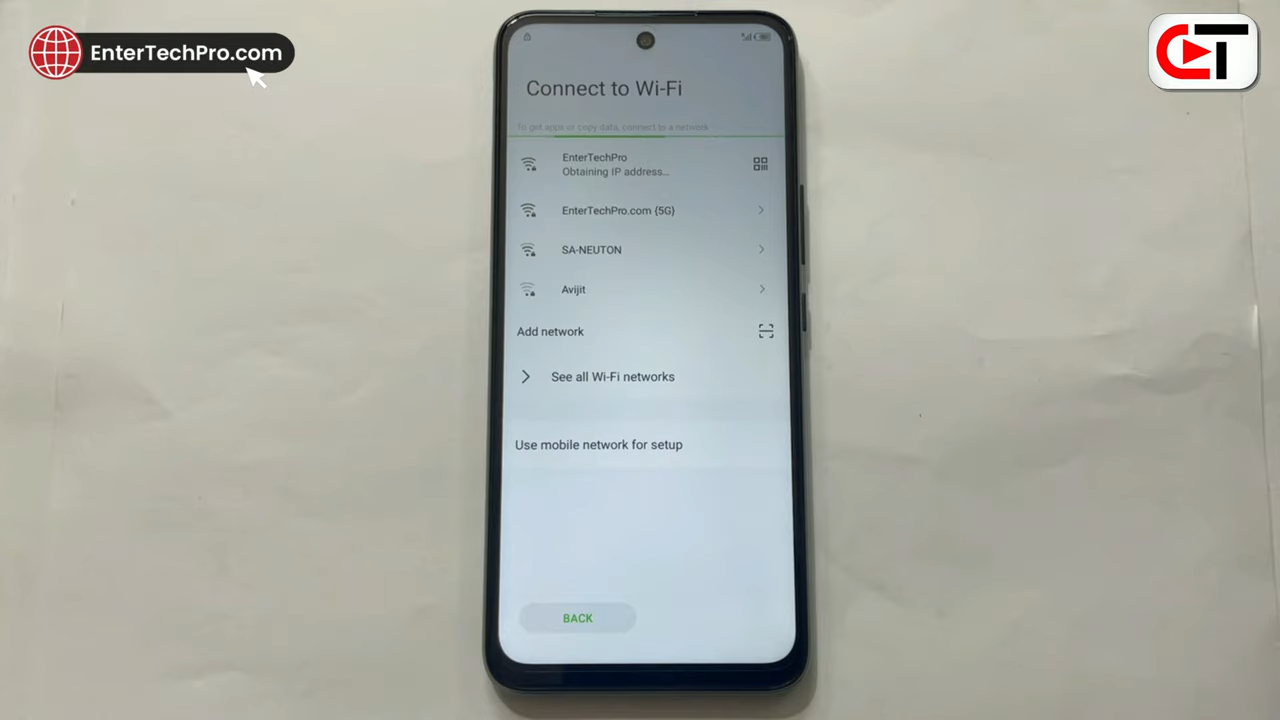 EnterTechPro.com
CT
Connect to Wi-Fi
To get apps or copy data, connect to a network
EnterTechPro
Obtaining IP address...
EnterTechPro.com (5G)
SA-NEUTON
Avijit
Add network
See all Wi-Fi networks
Use mobile network for setup
BACK